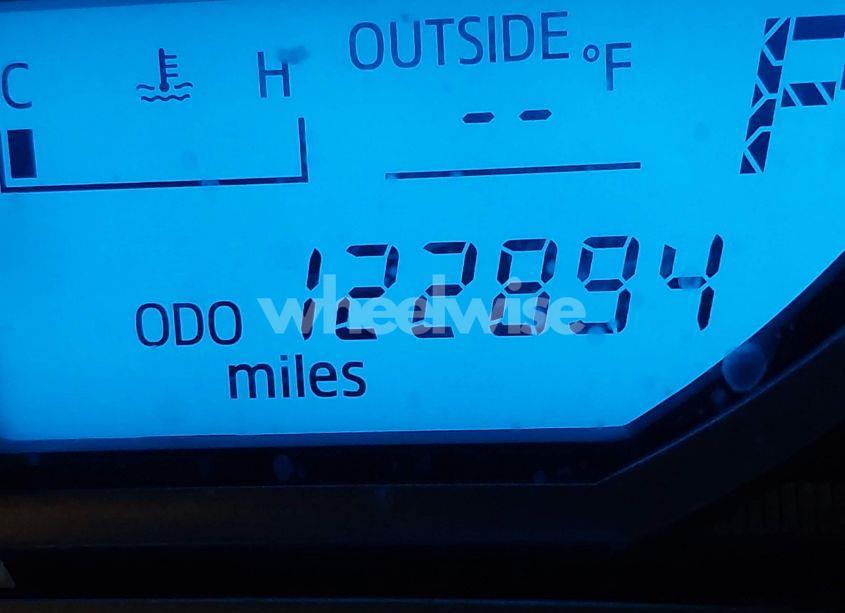 C H OUTSIDE °F P
--
ODO 122894
miles
wheelwise